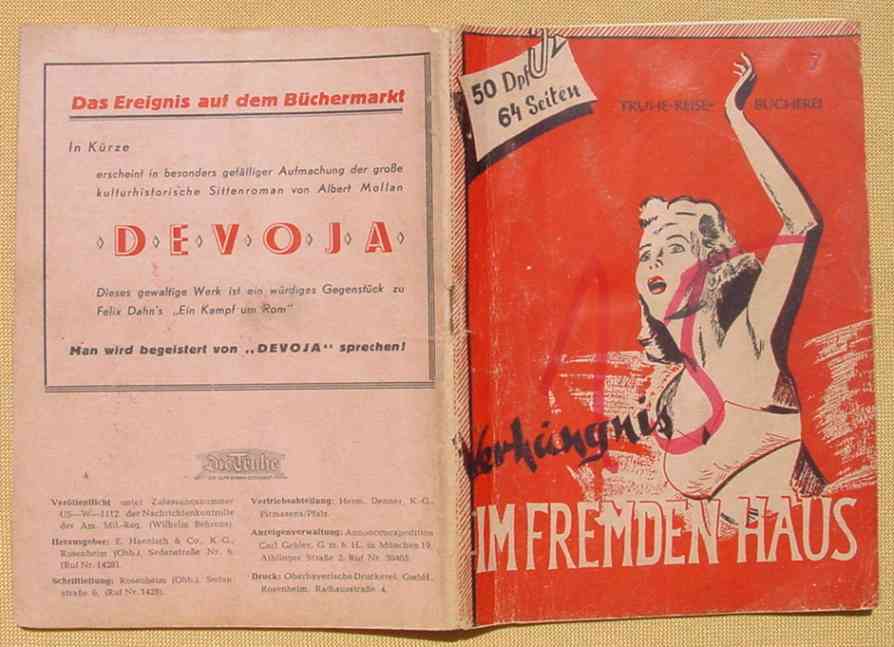 Das Ereignis auf dem Büchermarkt
In Kürze
erscheint in besonders gefälliger Aufmachung der große
kulturhistorische Sittenroman von Albert Mollan
DEVOJA
Dieses gewaltige Werk ist ein würdiges Gegenstück zu
Felix Dahn's „Ein Kampf um Rom"
Man wird begeistert von „DEVOJA" sprechen!
Die Truhe
Veröffentlicht unter Zulassungsnummer
US—W—1112 der Nachrichtenkontrolle
der Am. Mil.-Reg. (Wilhelm Behrens)
Herausgeber: E. Haenisch & Co., K.G.,
Rosenheim (Obb.), Sedanstraße Nr. 6,
(Ruf Nr. 1428).
Schriftleitung: Rosenheim (Obb.), Sedan
straße 6, (Ruf Nr. 1428).
Vertriebsabteilung: Herm. Denner, K.-G.,
Pirmasens/Pfalz.
Anzeigenverwaltung: Annoncenexpedition
Carl Gabler, G. m. b. H., in München 19,
Aiblinger Straße 2, Ruf Nr.
Druck: Oberbayerische Druckerei, GmbH.,
Rosenheim, Rathausstraße 4.
50 Dpf
64 Seiten
7
TRUHE-REISE-BÜCHEREI
15
Verhängnis
IM FREMDEN HAUS